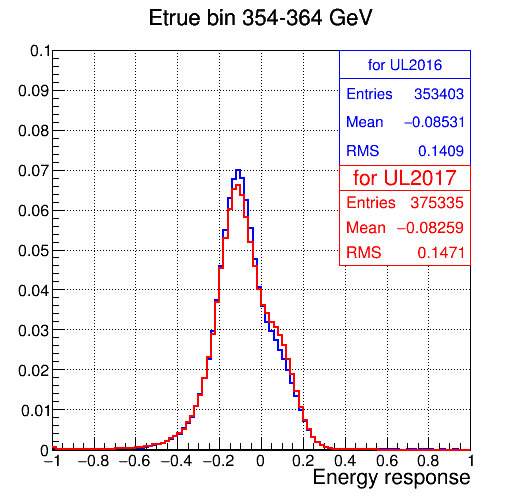 Etrue bin 354-364 GeV
for UL2016
Entries 353403
Mean −0.08531
RMS 0.1409
for UL2017
Entries 375335
Mean −0.08259
RMS 0.1471
0.1
0.09
0.08
0.07
0.06
0.05
0.04
0.03
0.02
0.01
0
−1 −0.8 −0.6 −0.4 −0.2 0 0.2 0.4 0.6 0.8 1
Energy response